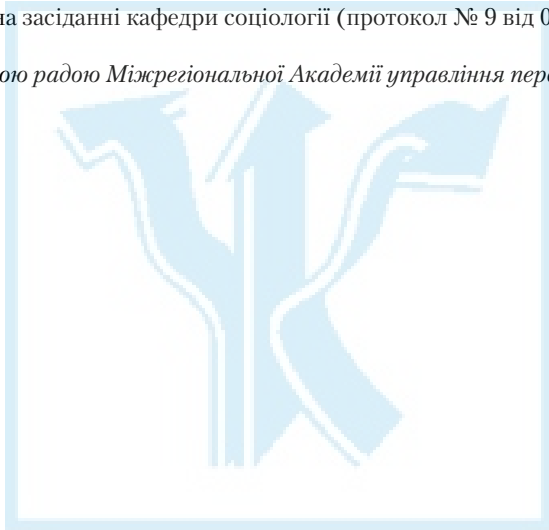 на засіданні кафедри соціології (протокол № 9 від 0
ою радою Міжрегіональної Академії управління пер